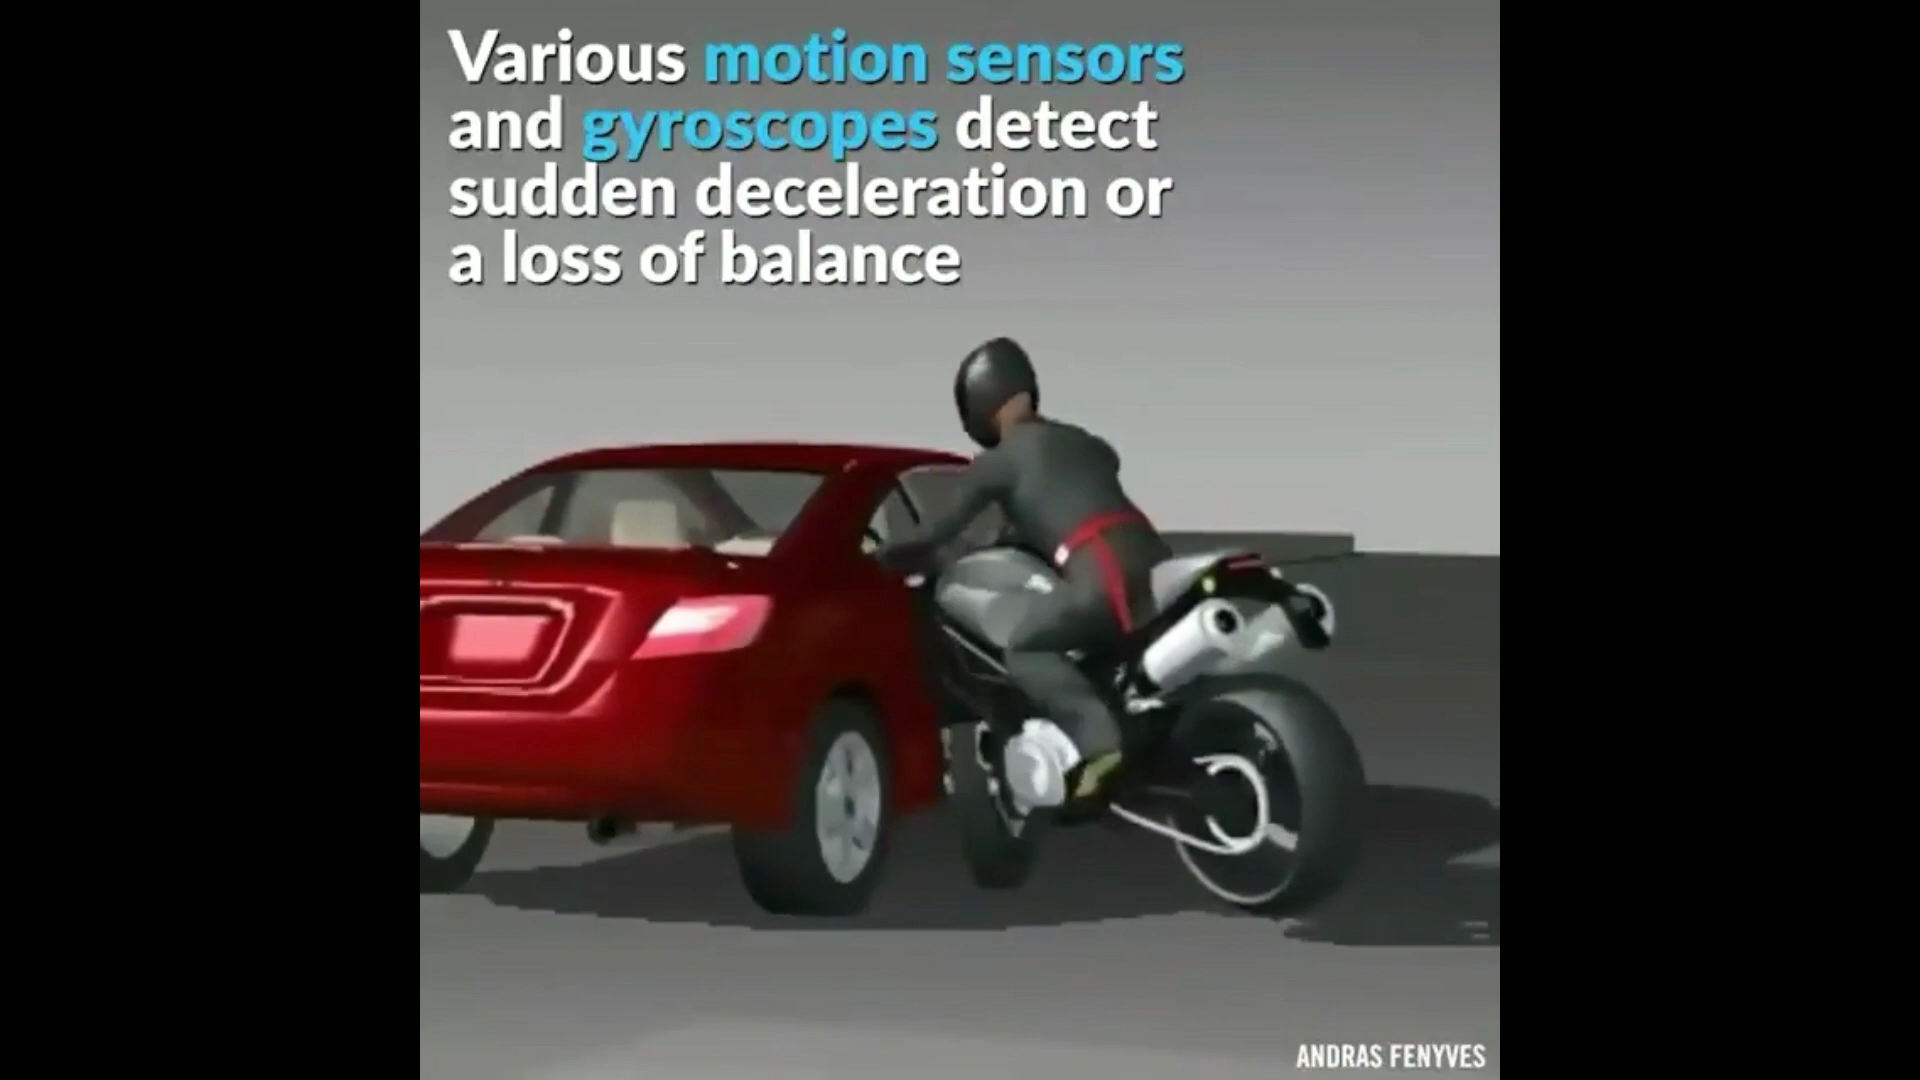 Various motion sensors
and gyroscopes detect
sudden deceleration or
a loss of balance
ANDRAS FENYVES